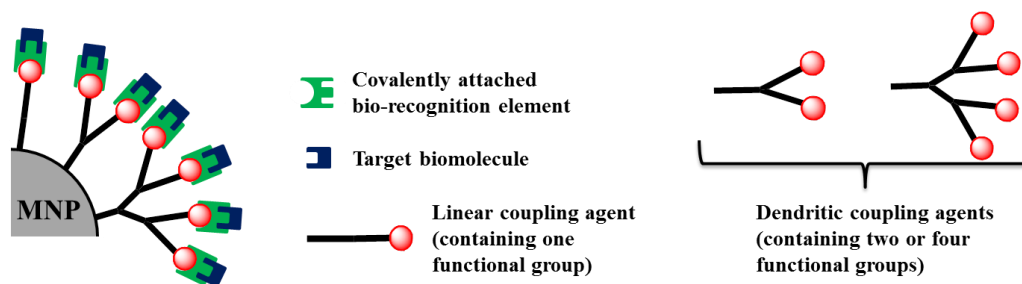 MNP
Covalently attached
bio-recognition element
Target biomolecule
Linear coupling agent
(containing one
functional group)
Dendritic coupling agents
(containing two or four
functional groups)